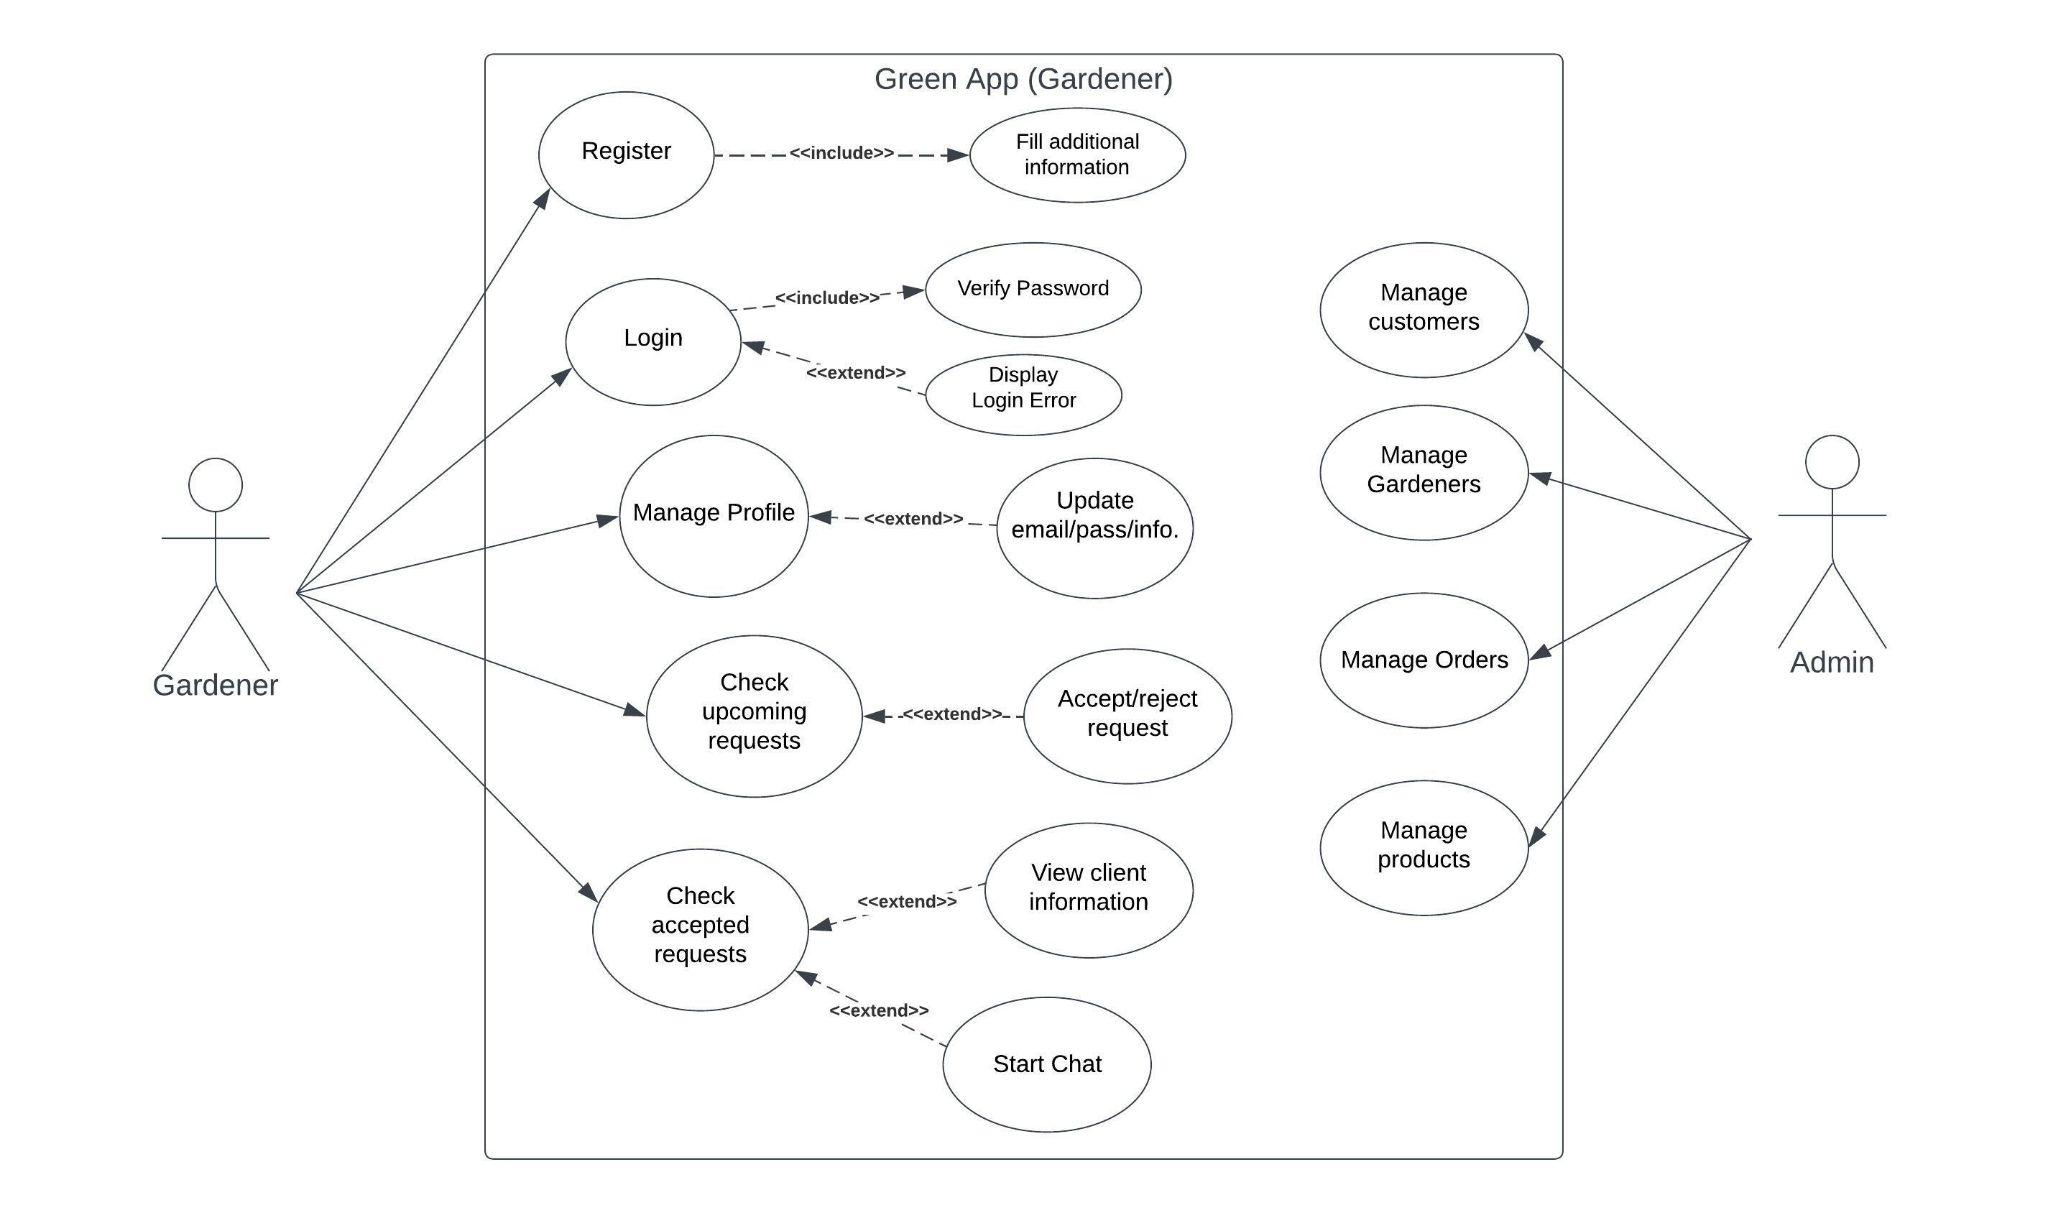 Green App (Gardener)
Register
<<include>>
Fill additional
information
Login
<<include>>
Verify Password
<<extend>>
Display
Login Error
Manage Profile
<<extend>>
Update
email/pass/info.
Check
upcoming
requests
<<extend>>
Accept/reject
request
Check
accepted
requests
<<extend>>
View client
information
<<extend>>
Start Chat
Manage
customers
Manage
Gardeners
Manage Orders
Manage
products
Gardener
Admin